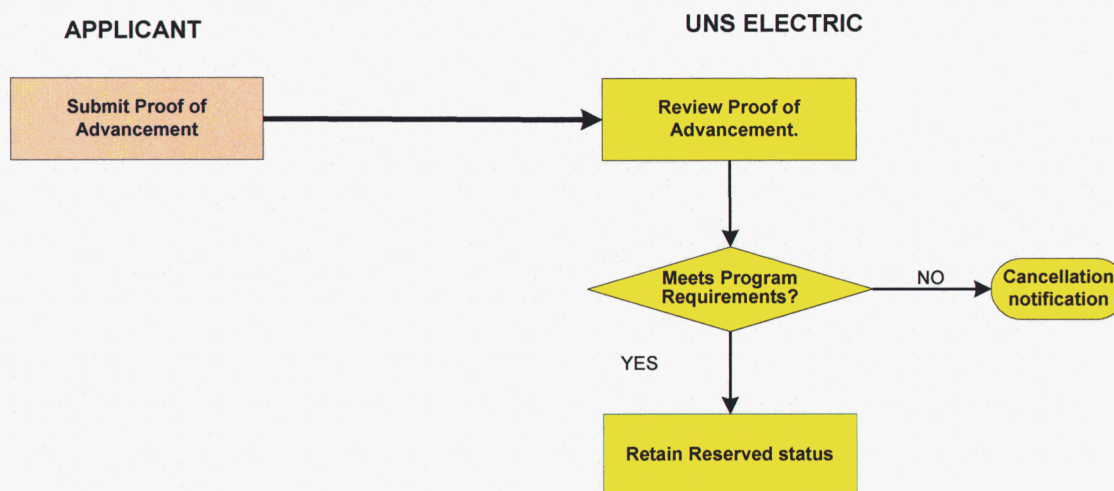 APPLICANT
UNS ELECTRIC
Submit Proof of
Advancement
Review Proof of
Advancement.
Meets Program
Requirements?
NO
Cancellation
notification
YES
Retain Reserved status